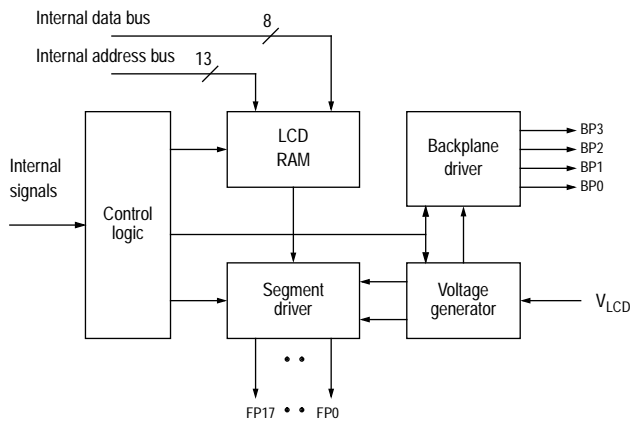 Internal data bus
8
Internal address bus
13
LCD
RAM
Backplane
driver
BP3
BP2
BP1
BP0
Internal
signals
Control
logic
Segment
driver
Voltage
generator
VLCD
FP17
FP0